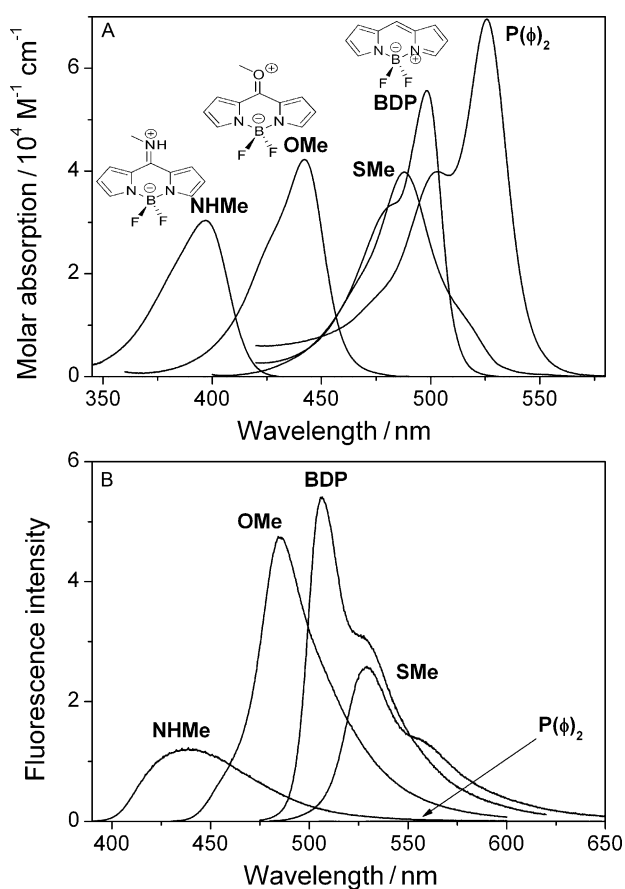 A
Molar absorption / 10⁴ M⁻¹ cm⁻¹
6
4
2
0
350
400
450
500
550
Wavelength / nm
NHMe
OMe
SMe
BDP
P(ϕ)₂
⊕
NH
⊖
N
B
N
F
F
O
⊕
⊖
N
B
N
F
F
⊖
N
B
N
⊕
F
F
B
Fluorescence intensity
6
4
2
0
400
450
500
550
600
650
Wavelength / nm
NHMe
OMe
BDP
SMe
P(ϕ)₂